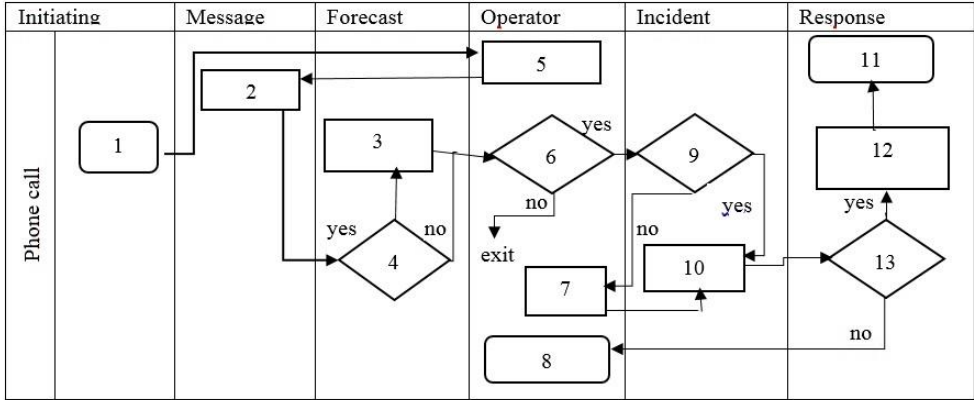 Initiating Message Forecast Operator Incident Response
Phone call
5
11
2
1
3
yes
6
9
12
no
yes
yes
yes
no
4
exit
no
10
13
7
no
8